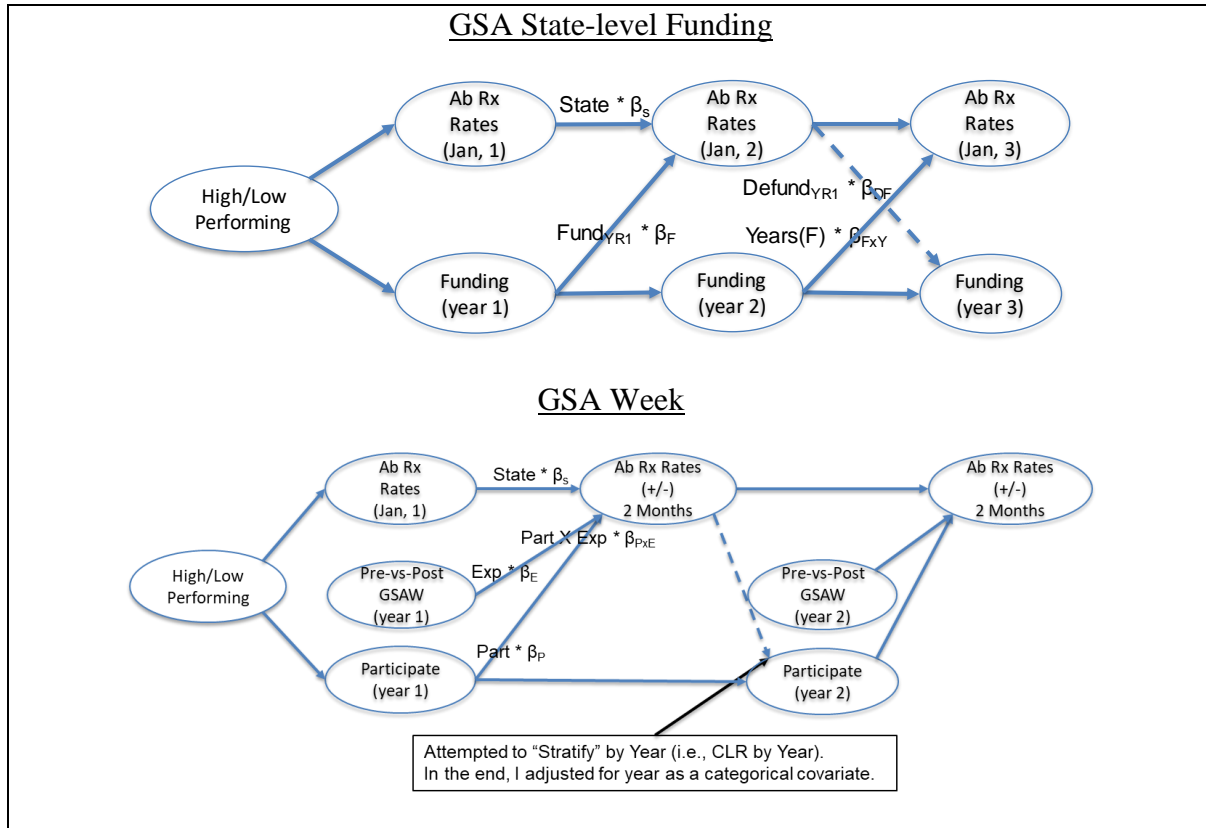 GSA State-level Funding
Ab Rx
Rates
(Jan, 1)
State * βs
Ab Rx
Rates
(Jan, 2)
Ab Rx
Rates
(Jan, 3)
High/Low
Performing
DefundYR1 * βDF
FundYR1 * βF
Years(F) * βFxY
Funding
(year 1)
Funding
(year 2)
Funding
(year 3)
GSA Week
Ab Rx
Rates
(Jan, 1)
State * βs
Ab Rx Rates
(+/-)
2 Months
Ab Rx Rates
(+/-)
2 Months
Part X Exp * βPxE
High/Low
Performing
Pre-vs-Post
GSAW
(year 1)
Exp * βE
Pre-vs-Post
GSAW
(year 2)
Part * βP
Participate
(year 1)
Participate
(year 2)
Attempted to “Stratify” by Year (i.e., CLR by Year).
In the end, I adjusted for year as a categorical covariate.